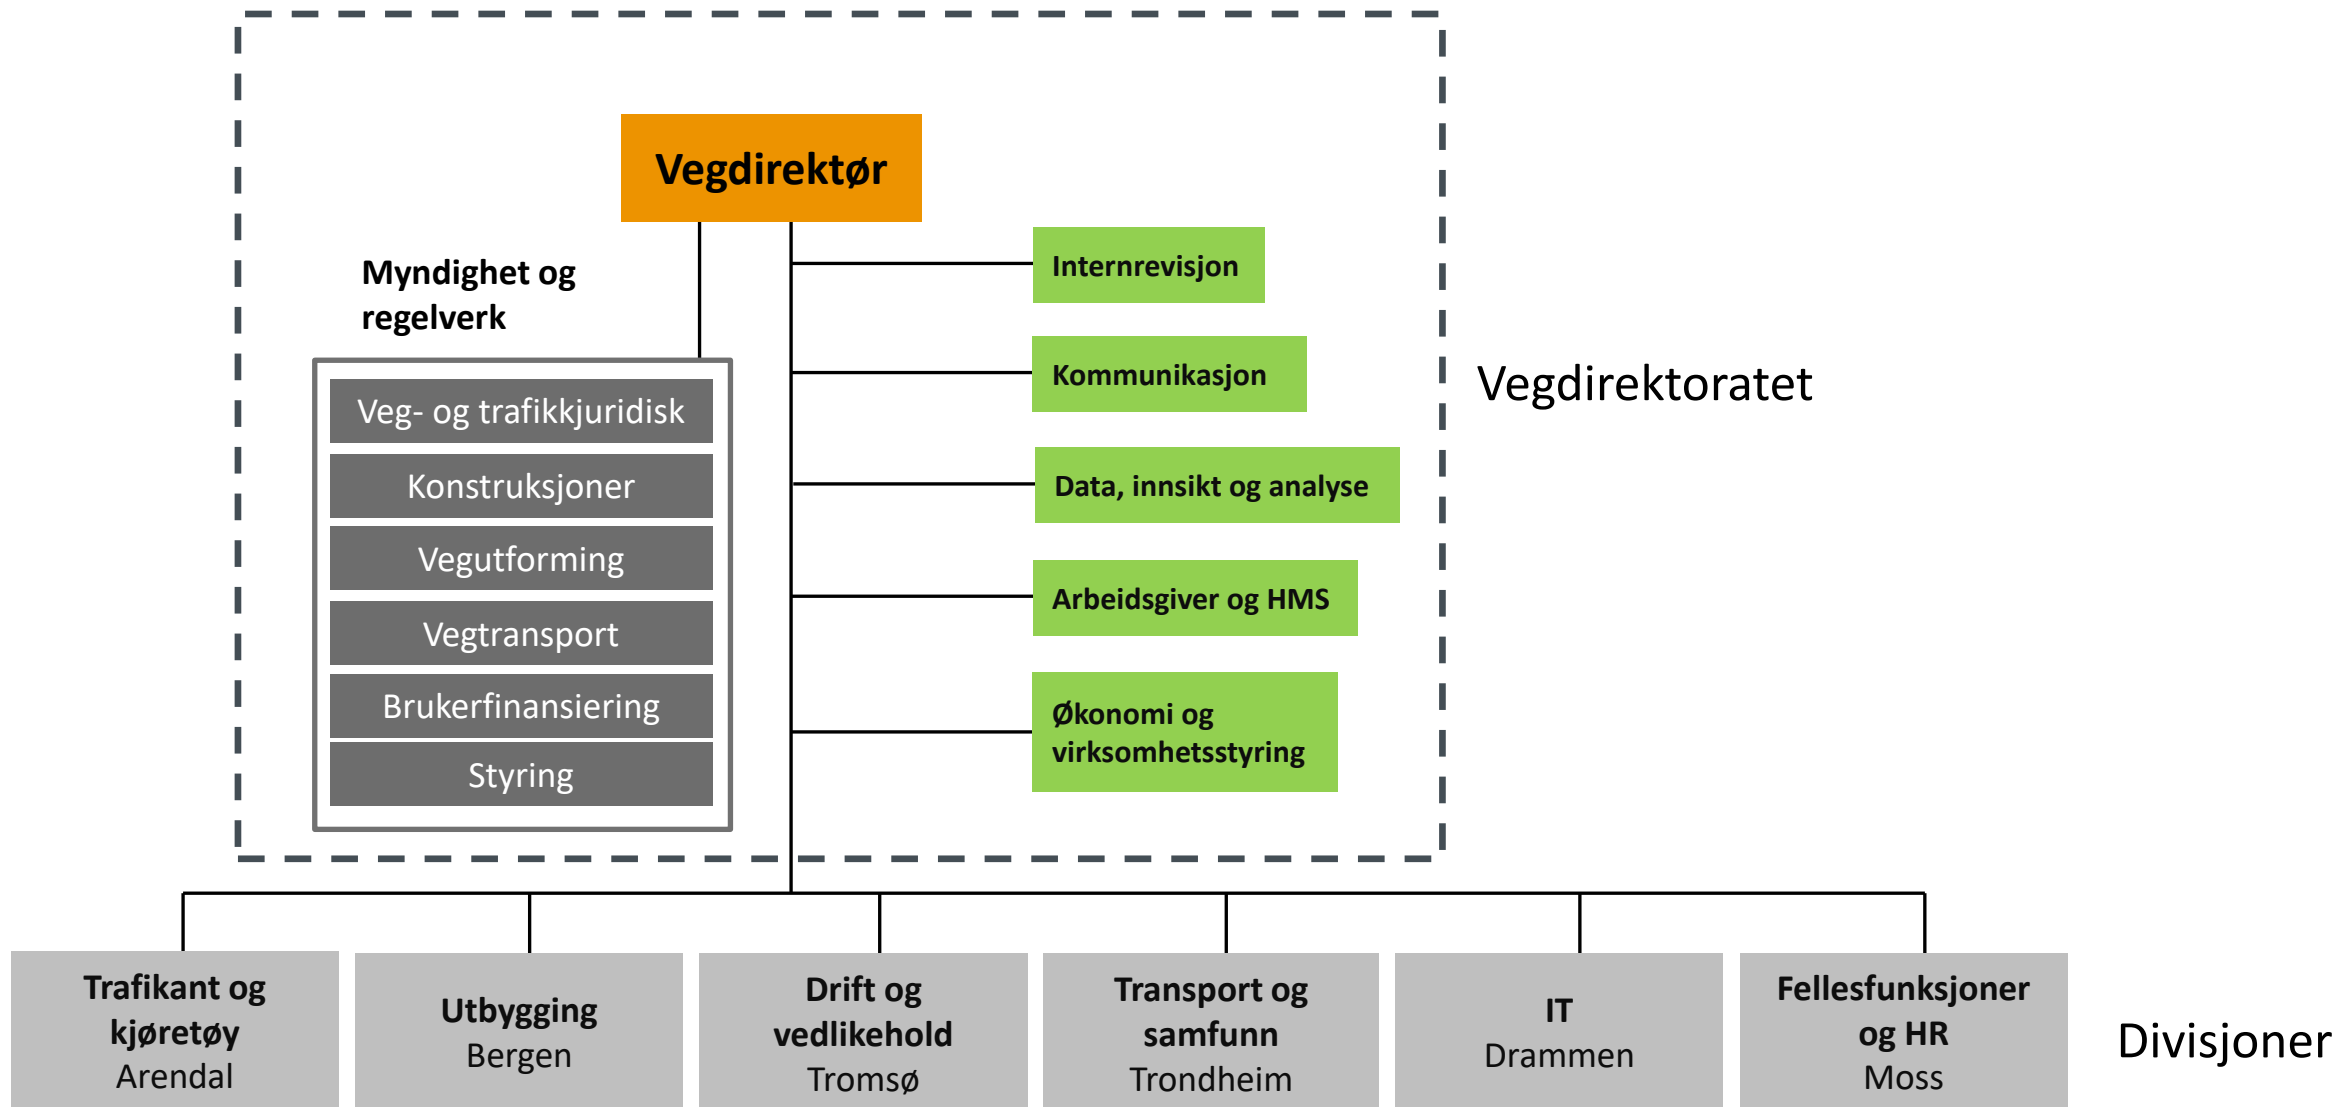 Vegdirektør
Myndighet og
regelverk
Veg- og trafikkjuridisk
Konstruksjoner
Vegutforming
Vegtransport
Brukerfinansiering
Styring
Internrevisjon
Kommunikasjon
Data, innsikt og analyse
Arbeidsgiver og HMS
Økonomi og
virksomhetsstyring
Vegdirektoratet
Trafikant og
kjøretøy
Arendal
Utbygging
Bergen
Drift og
vedlikehold
Tromsø
Transport og
samfunn
Trondheim
IT
Drammen
Fellesfunksjoner
og HR
Moss
Divisjoner